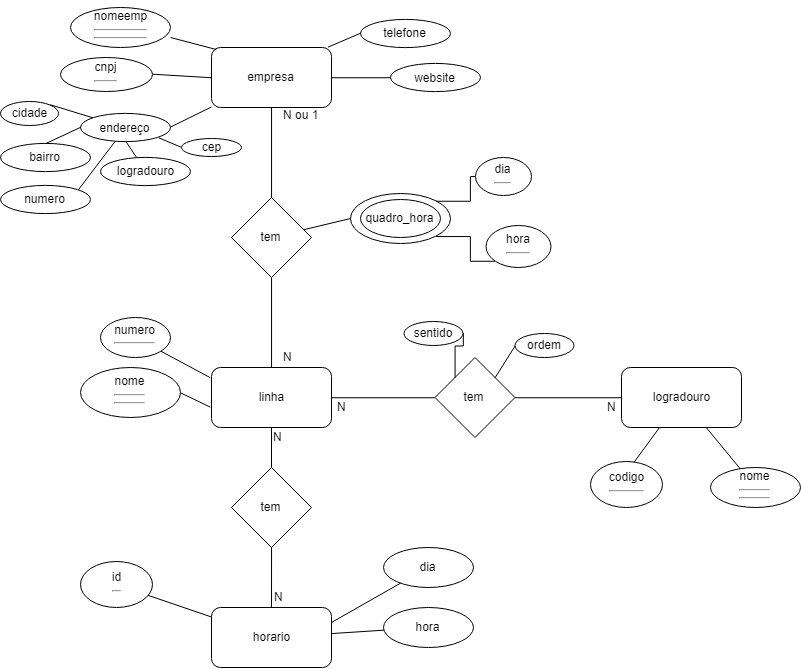 nomeemp
telefone
cnpj
empresa
website
cidade
N ou 1
endereço
cep
bairro
logradouro
dia
numero
quadro_hora
tem
hora
numero
sentido
ordem
N
nome
linha
tem
logradouro
N
N
N
codigo
nome
tem
dia
id
N
hora
horario